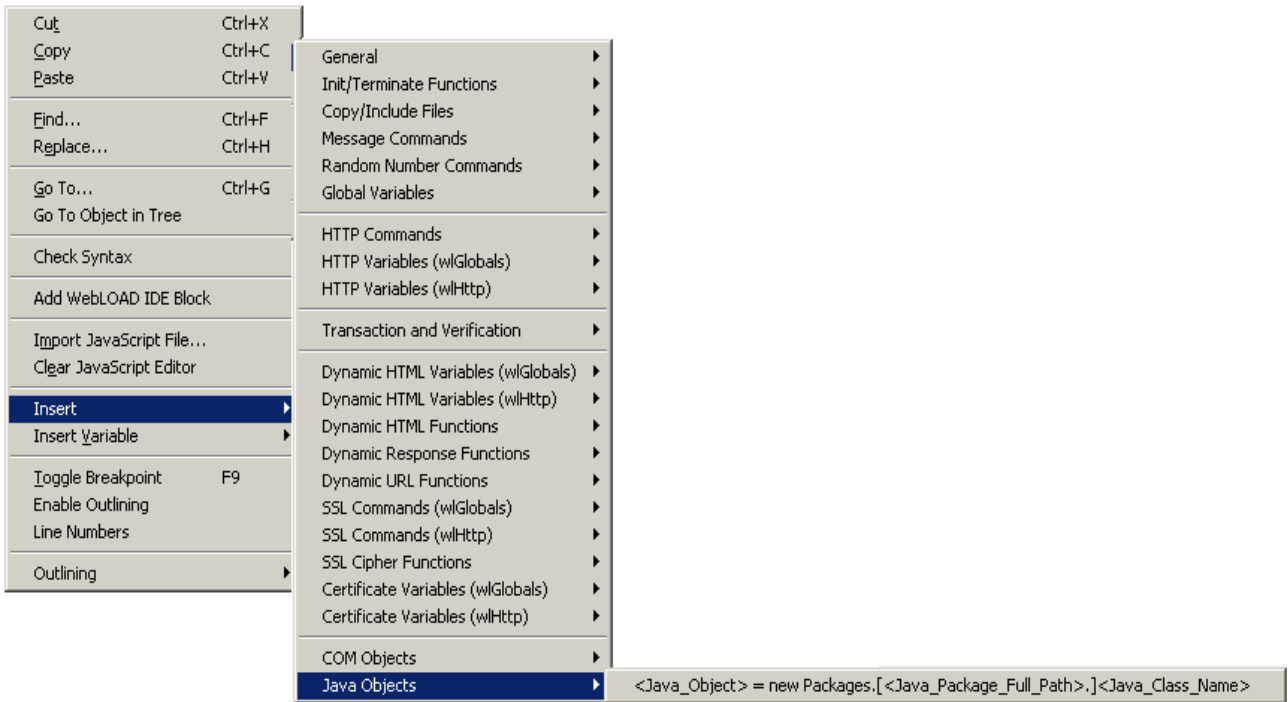 Cut Ctrl+X
Copy Ctrl+C
Paste Ctrl+V
Find... Ctrl+F
Replace... Ctrl+H
Go To... Ctrl+G
Go To Object in Tree
Check Syntax
Add WebLOAD IDE Block
Import JavaScript File...
Clear JavaScript Editor
Insert
Insert Variable
Toggle Breakpoint F9
Enable Outlining
Line Numbers
Outlining
General
Init/Terminate Functions
Copy/Include Files
Message Commands
Random Number Commands
Global Variables
HTTP Commands
HTTP Variables (wlGlobals)
HTTP Variables (wlHttp)
Transaction and Verification
Dynamic HTML Variables (wlGlobals)
Dynamic HTML Variables (wlHttp)
Dynamic HTML Functions
Dynamic Response Functions
Dynamic URL Functions
SSL Commands (wlGlobals)
SSL Commands (wlHttp)
SSL Cipher Functions
Certificate Variables (wlGlobals)
Certificate Variables (wlHttp)
COM Objects
Java Objects
<Java_Object> = new Packages.[<Java_Package_Full_Path>.]<Java_Class_Name>